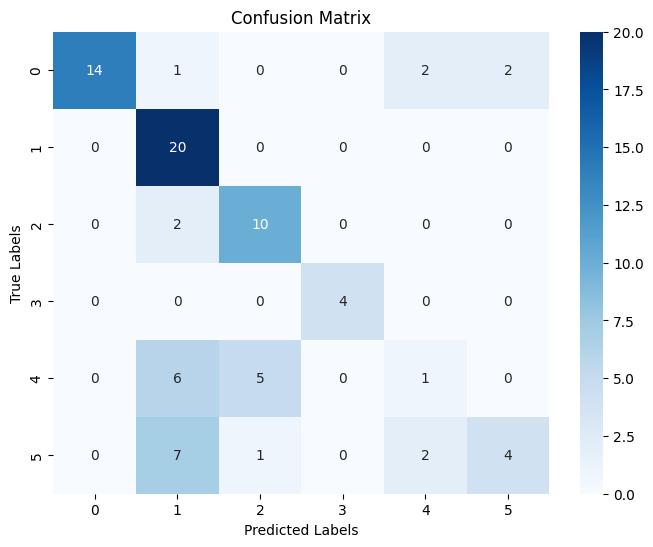 Confusion Matrix
True Labels
0 14 1 0 0 2 2
1 0 20 0 0 0 0
2 0 2 10 0 0 0
3 0 0 0 4 0 0
4 0 6 5 0 1 0
5 0 7 1 0 2 4
0 1 2 3 4 5
Predicted Labels
20.0
17.5
15.0
12.5
10.0
7.5
5.0
2.5
0.0